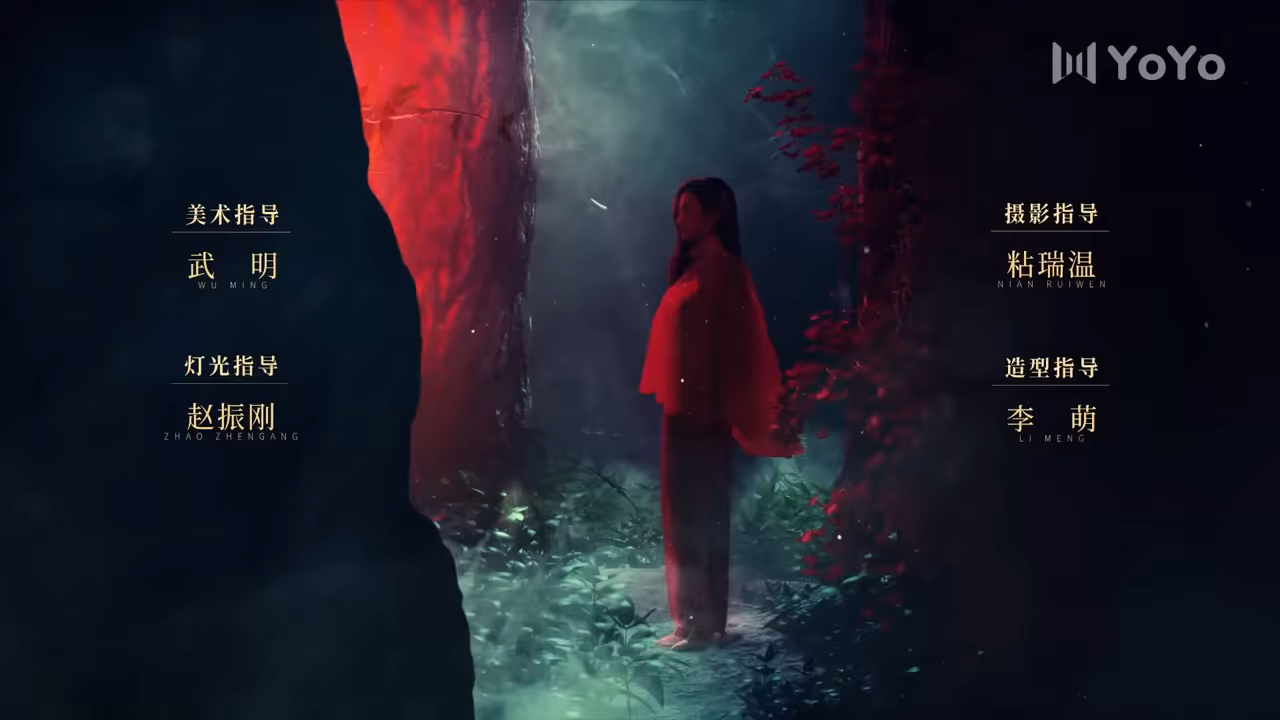 YoYo
美术指导
武 明
WU MING
灯光指导
赵振刚
ZHAO ZHENGANG
摄影指导
粘瑞温
NIAN RUIWEN
造型指导
李 萌
LI MENG